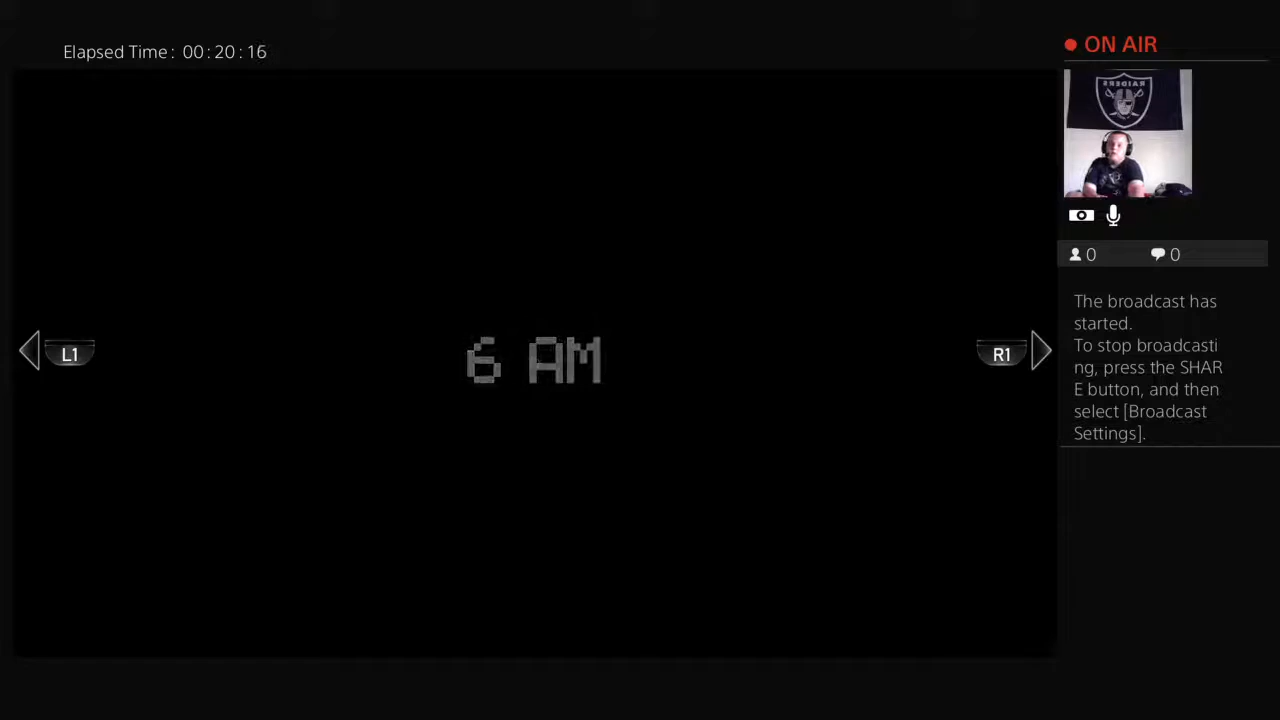 Elapsed Time: 00:20:16
ON AIR
RAIDERS
0 0
The broadcast has
started.
To stop broadcasti
ng, press the SHAR
E button, and then
select [Broadcast
Settings].
L1
6 AM
R1